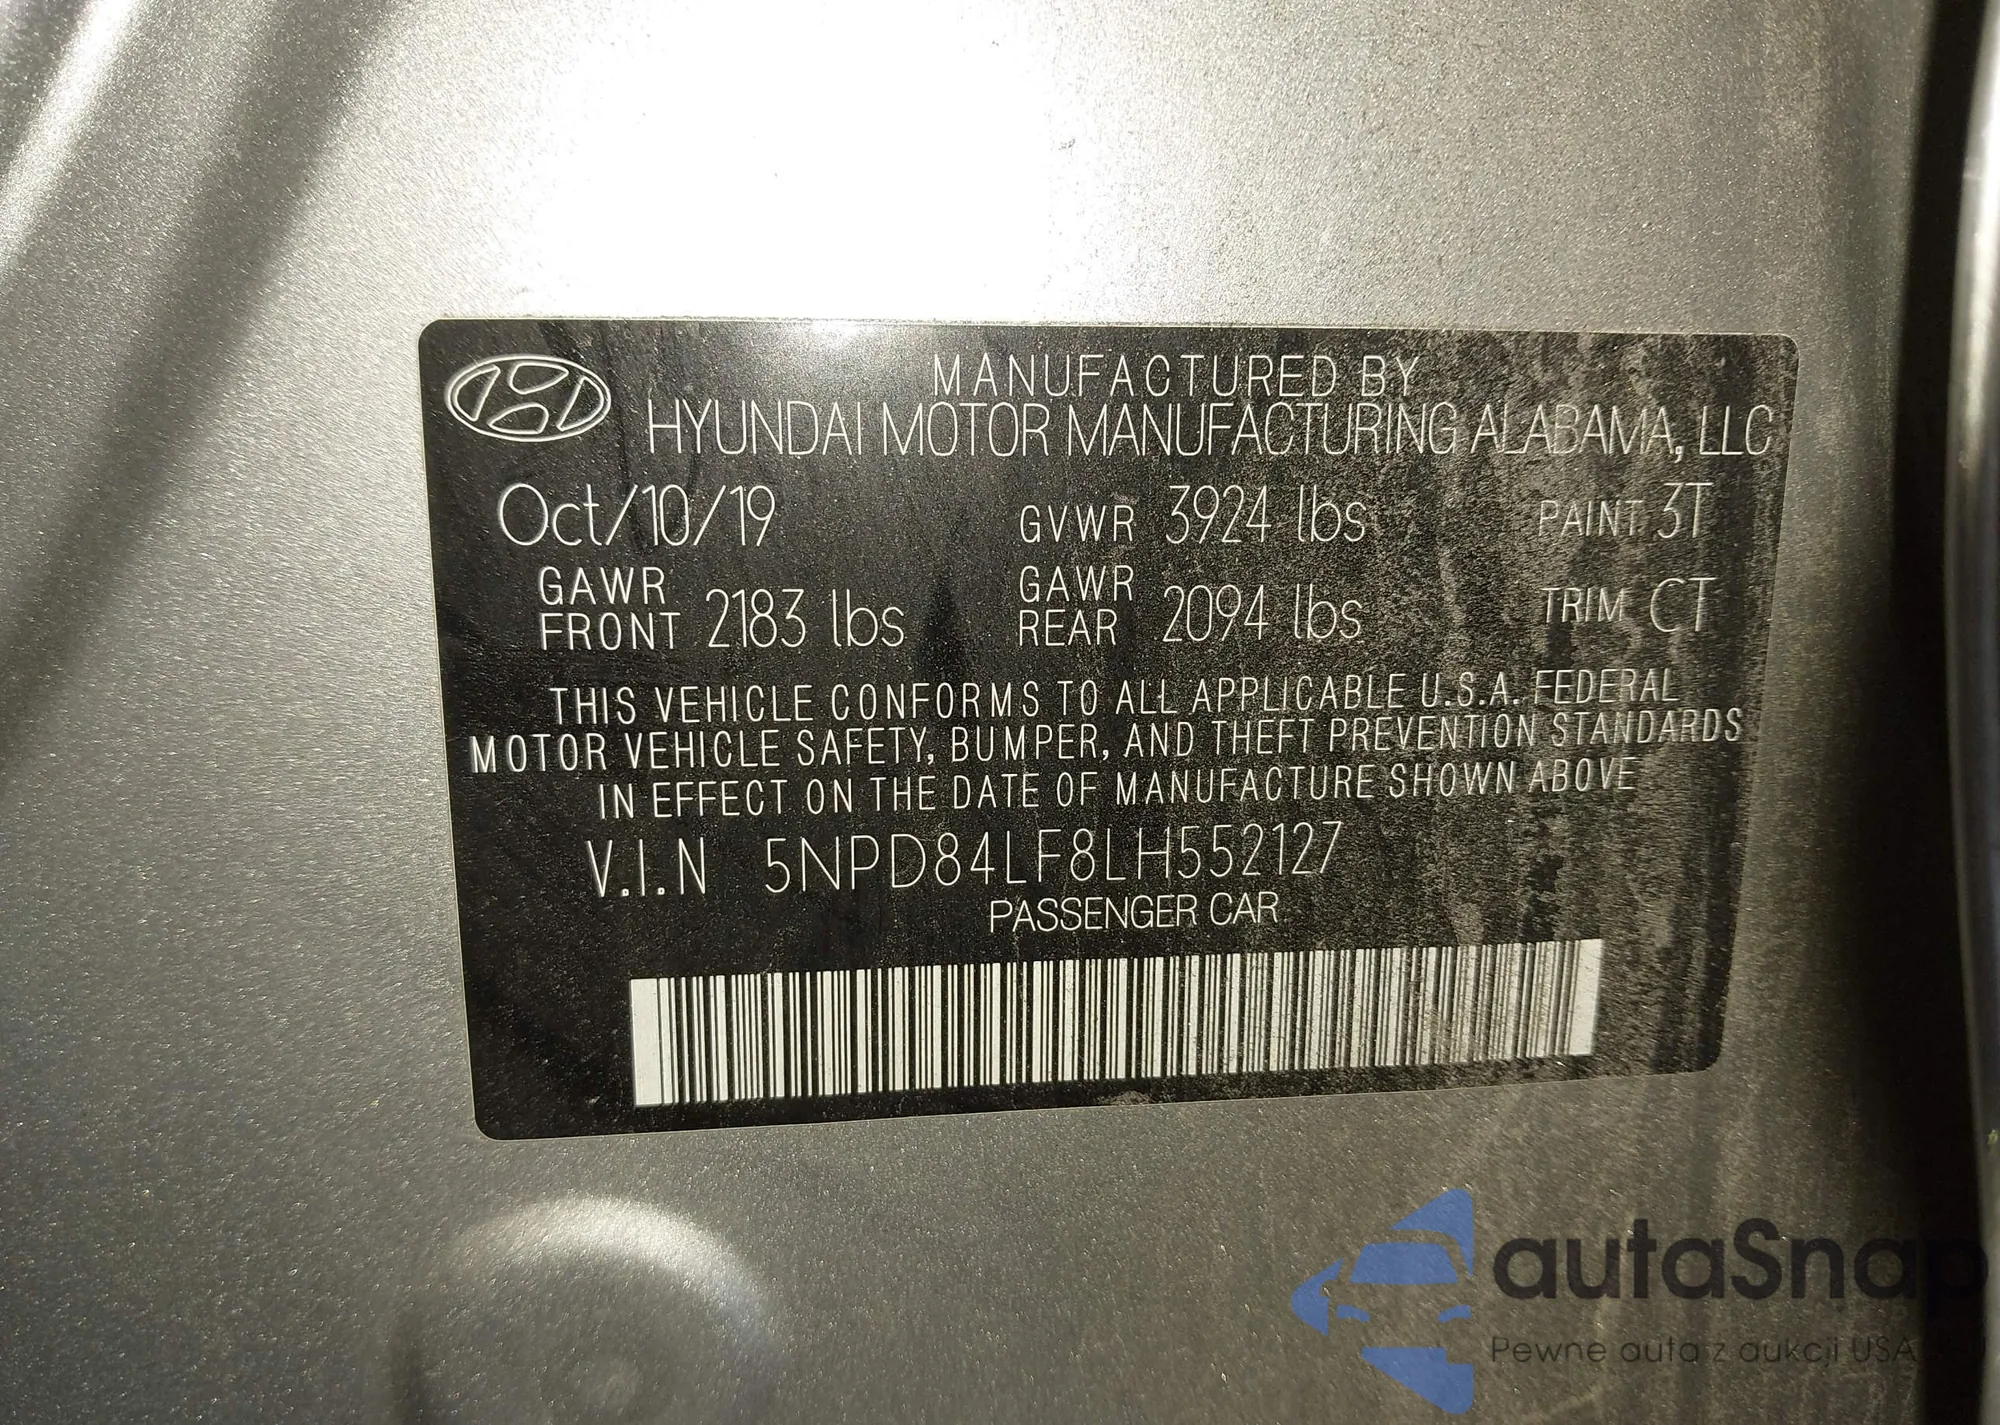 MANUFACTURED BY
HYUNDAI MOTOR MANUFACTURING ALABAMA, LLC
Oct/10/19 GVWR 3924 lbs PAINT 3T
GAWR FRONT 2183 lbs GAWR REAR 2094 lbs TRIM CT
THIS VEHICLE CONFORMS TO ALL APPLICABLE U.S.A. FEDERAL
MOTOR VEHICLE SAFETY, BUMPER, AND THEFT PREVENTION STANDARDS
IN EFFECT ON THE DATE OF MANUFACTURE SHOWN ABOVE
V.I.N 5NPD84LF8LH552127
PASSENGER CAR
autaSnap
Pewne auta z aukcji USA